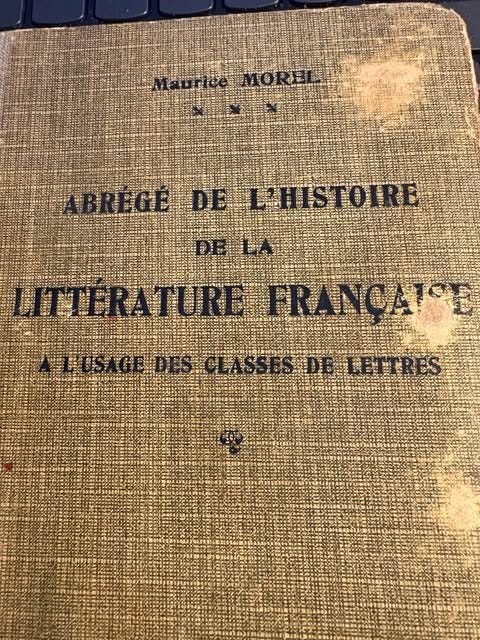 Maurice MOREL
ABRÉGÉ DE L'HISTOIRE
DE LA
LITTÉRATURE FRANÇAISE
A L'USAGE DES CLASSES DE LETTRES